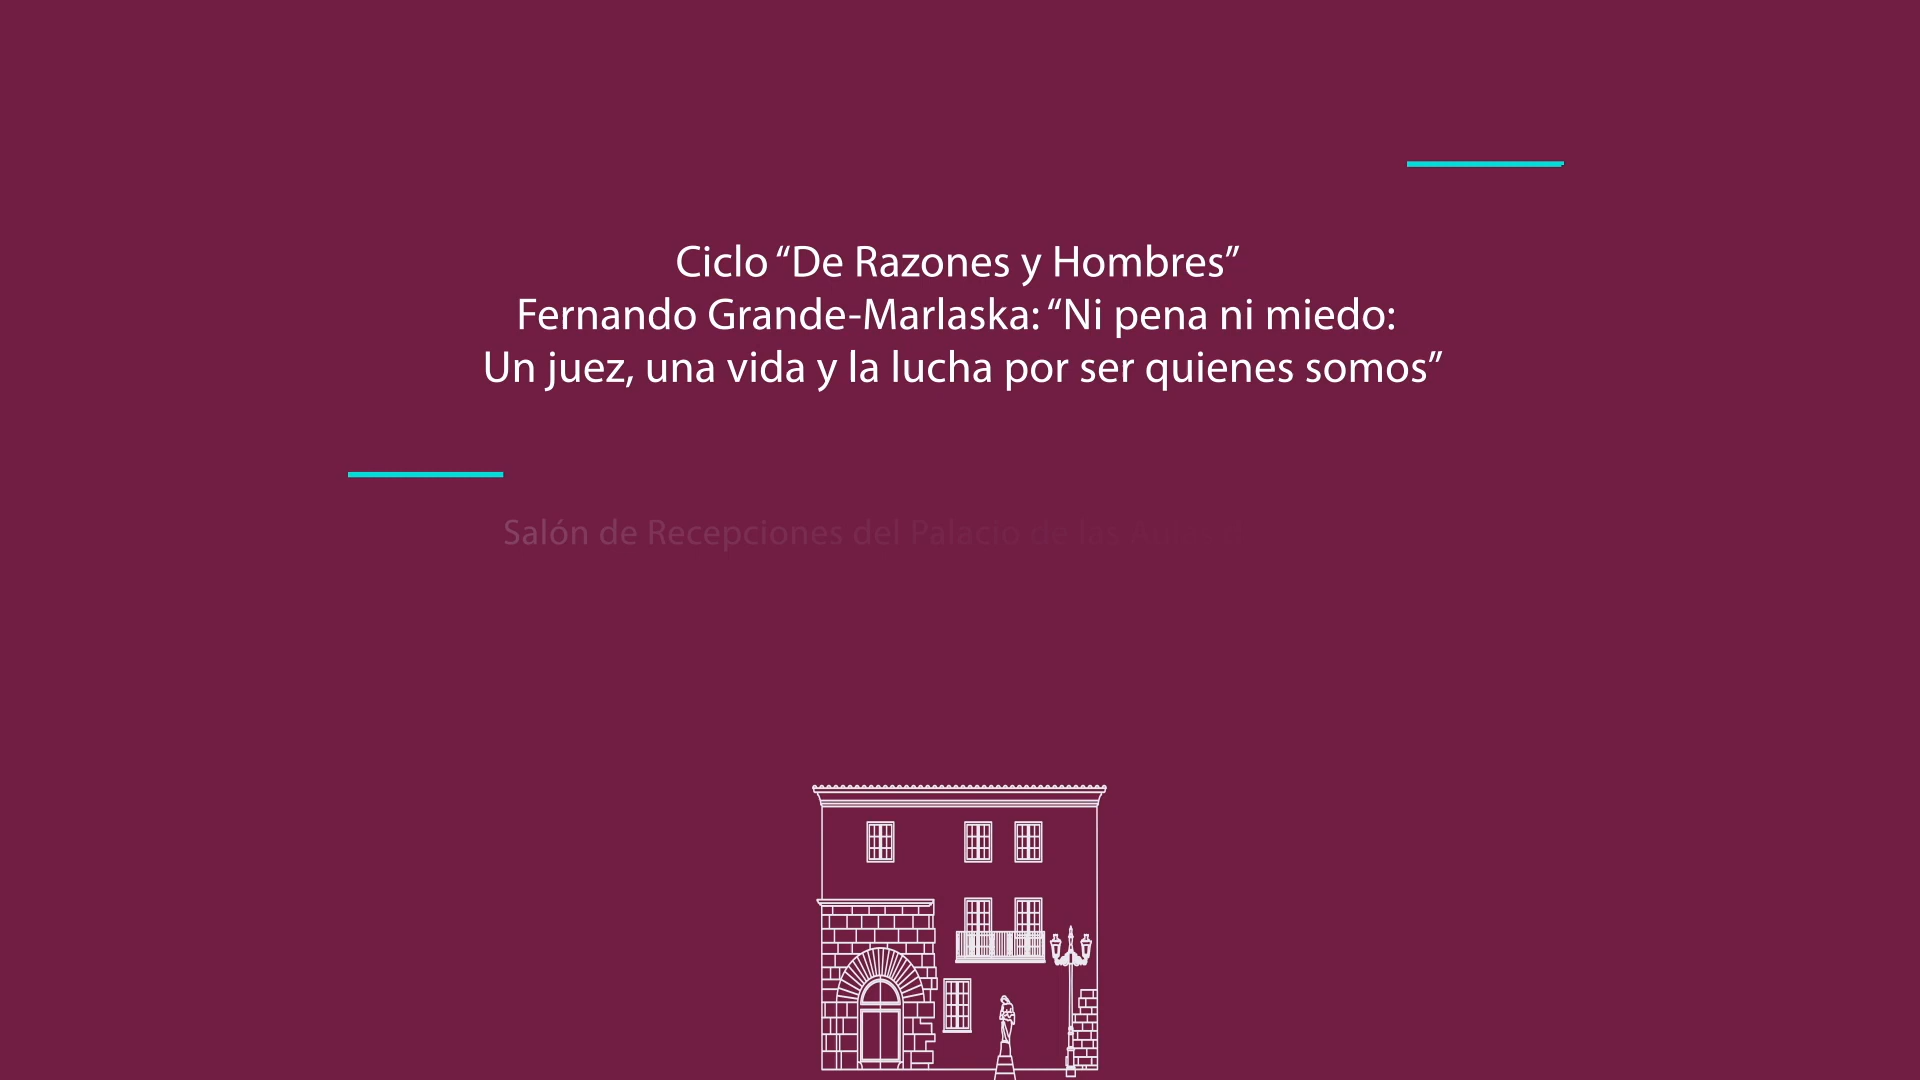 Ciclo “De Razones y Hombres”
Fernando Grande-Marlaska: “Ni pena ni miedo:
Un juez, una vida y la lucha por ser quienes somos”
Salón de Recepciones del Palacio de las